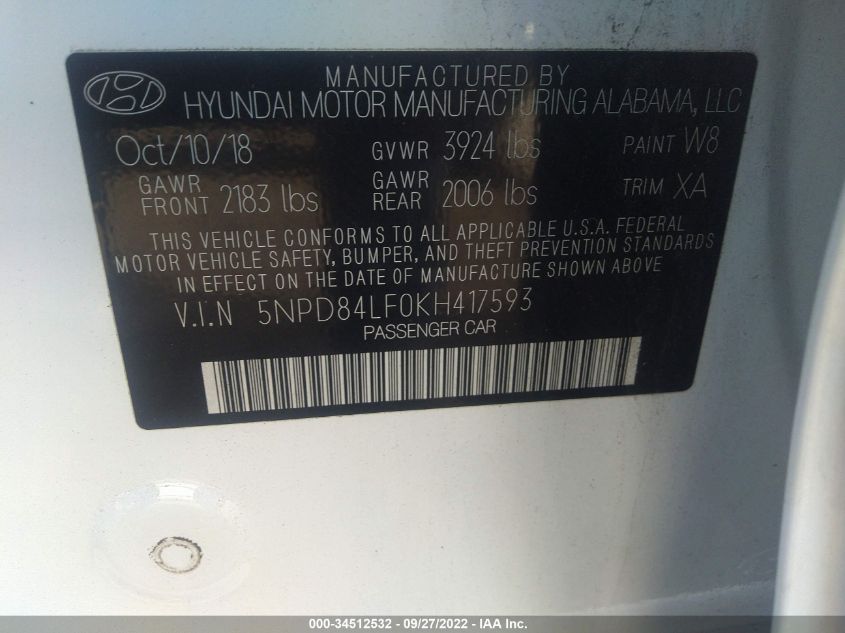 MANUFACTURED BY
HYUNDAI MOTOR MANUFACTURING ALABAMA, LLC
Oct/10/18 GVWR 3924 lbs PAINT W8
GAWR FRONT 2183 lbs GAWR REAR 2006 lbs TRIM XA
THIS VEHICLE CONFORMS TO ALL APPLICABLE U.S.A. FEDERAL
MOTOR VEHICLE SAFETY, BUMPER, AND THEFT PREVENTION STANDARDS
IN EFFECT ON THE DATE OF MANUFACTURE SHOWN ABOVE
V.I.N 5NPD84LF0KH417593
PASSENGER CAR
000-34512532 - 09/27/2022 - IAA Inc.